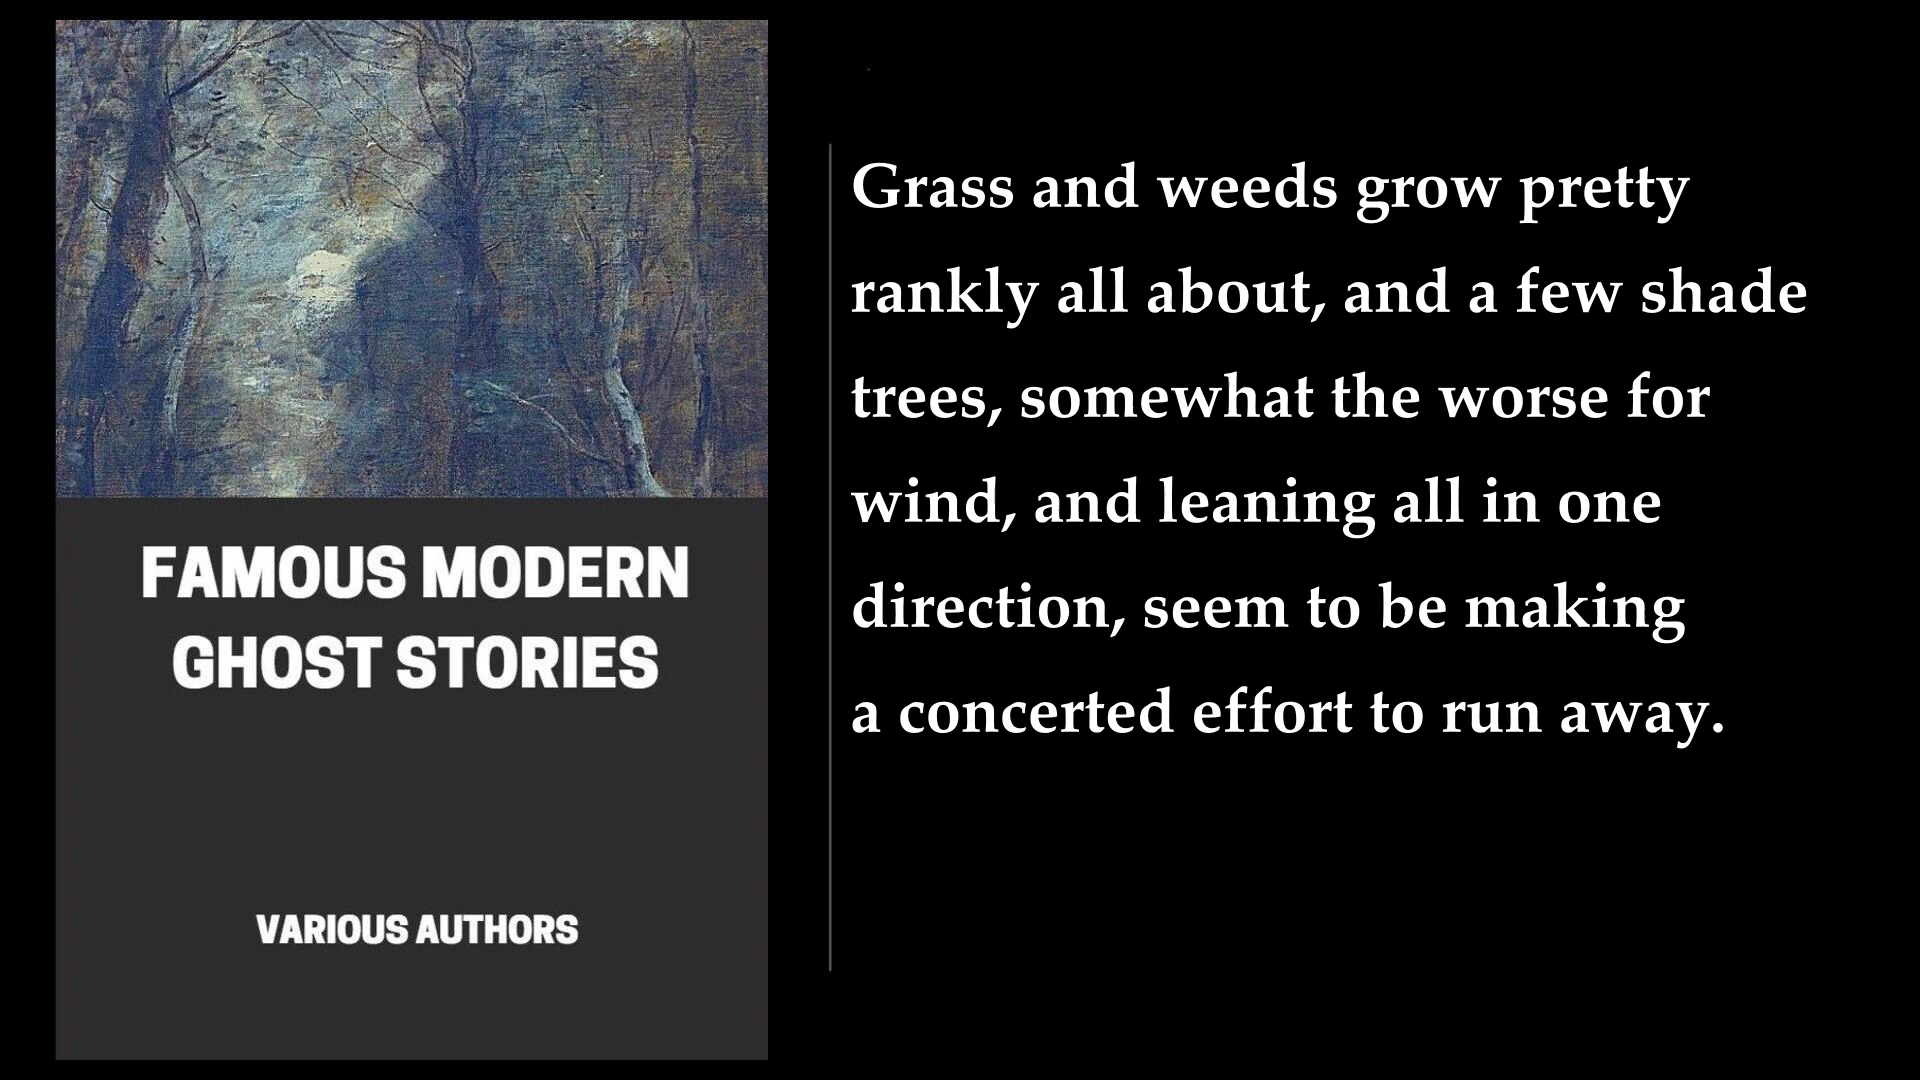 FAMOUS MODERN
GHOST STORIES
VARIOUS AUTHORS
Grass and weeds grow pretty
rankly all about, and a few shade
trees, somewhat the worse for
wind, and leaning all in one
direction, seem to be making
a concerted effort to run away.